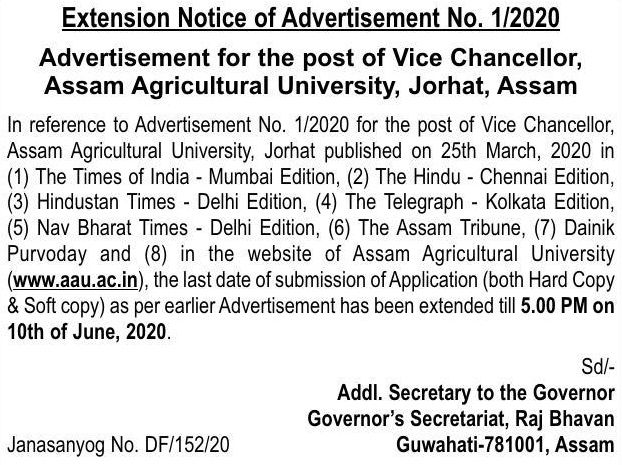 Extension Notice of Advertisement No. 1/2020
Advertisement for the post of Vice Chancellor,
Assam Agricultural University, Jorhat, Assam
In reference to Advertisement No. 1/2020 for the post of Vice Chancellor,
Assam Agricultural University, Jorhat published on 25th March, 2020 in
(1) The Times of India - Mumbai Edition, (2) The Hindu - Chennai Edition,
(3) Hindustan Times - Delhi Edition, (4) The Telegraph - Kolkata Edition,
(5) Nav Bharat Times - Delhi Edition, (6) The Assam Tribune, (7) Dainik
Purvoday and (8) in the website of Assam Agricultural University
(www.aau.ac.in), the last date of submission of Application (both Hard Copy
& Soft copy) as per earlier Advertisement has been extended till 5.00 PM on
10th of June, 2020.
Sd/-
Addl. Secretary to the Governor
Governor's Secretariat, Raj Bhavan
Janasanyog No. DF/152/20 Guwahati-781001, Assam